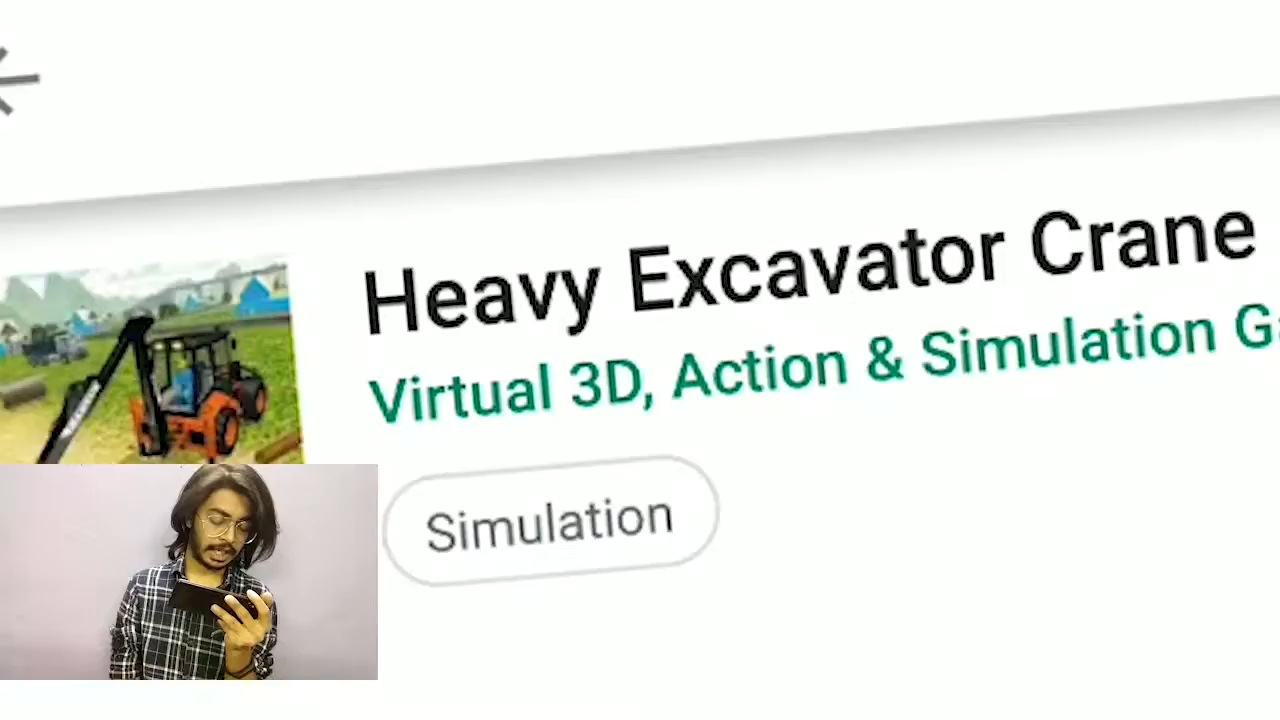 Heavy Excavator Crane
Virtual 3D, Action & Simulation
Simulation